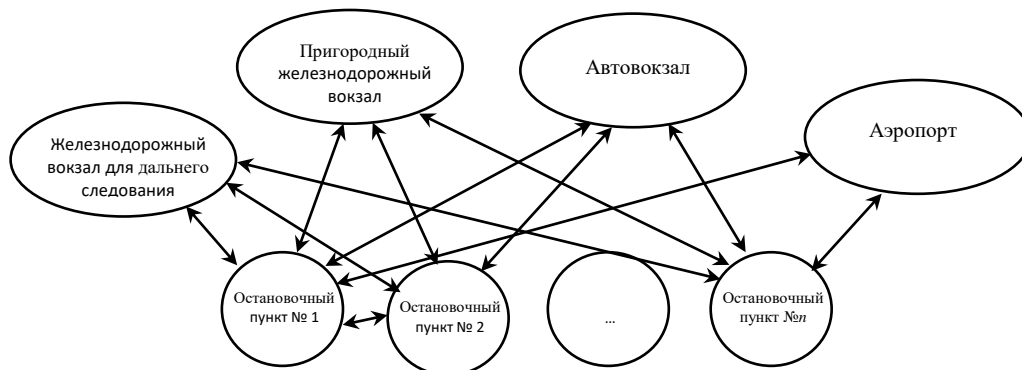 Пригородный
железнодорожный
вокзал
Автовокзал
Аэропорт
Железнодорожный
вокзал для дальнего
следования
Остановочный
пункт № 1
Остановочный
пункт № 2
...
Остановочный
пункт №n